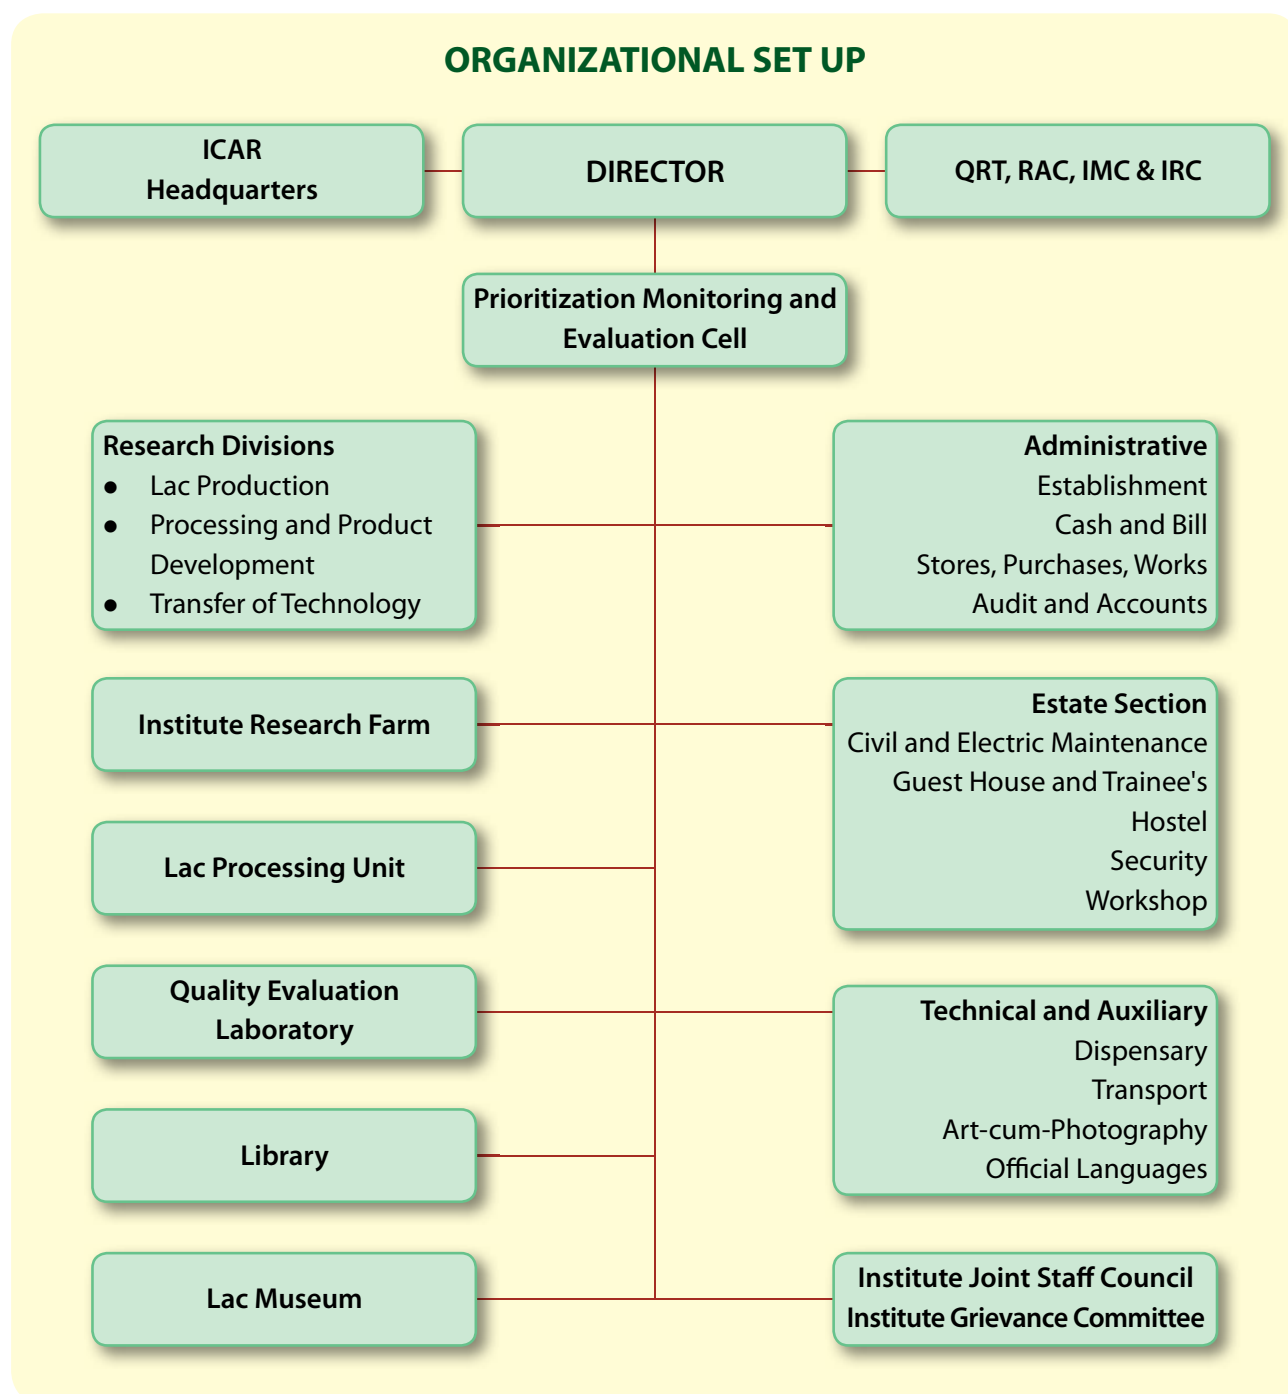 ORGANIZATIONAL SET UP
ICAR
Headquarters
DIRECTOR
QRT, RAC, IMC & IRC
Prioritization Monitoring and
Evaluation Cell
Research Divisions
● Lac Production
● Processing and Product
Development
● Transfer of Technology
Administrative
Establishment
Cash and Bill
Stores, Purchases, Works
Audit and Accounts
Institute Research Farm
Estate Section
Civil and Electric Maintenance
Guest House and Trainee's
Hostel
Security
Workshop
Lac Processing Unit
Quality Evaluation
Laboratory
Technical and Auxiliary
Dispensary
Transport
Art-cum-Photography
Official Languages
Library
Lac Museum
Institute Joint Staff Council
Institute Grievance Committee